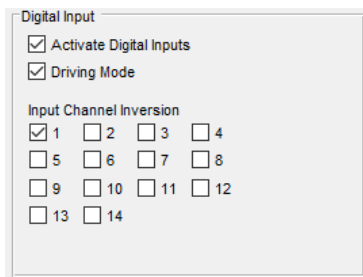 Digital Input
Activate Digital Inputs
Driving Mode
Input Channel Inversion
1 2 3 4
5 6 7 8
9 10 11 12
13 14